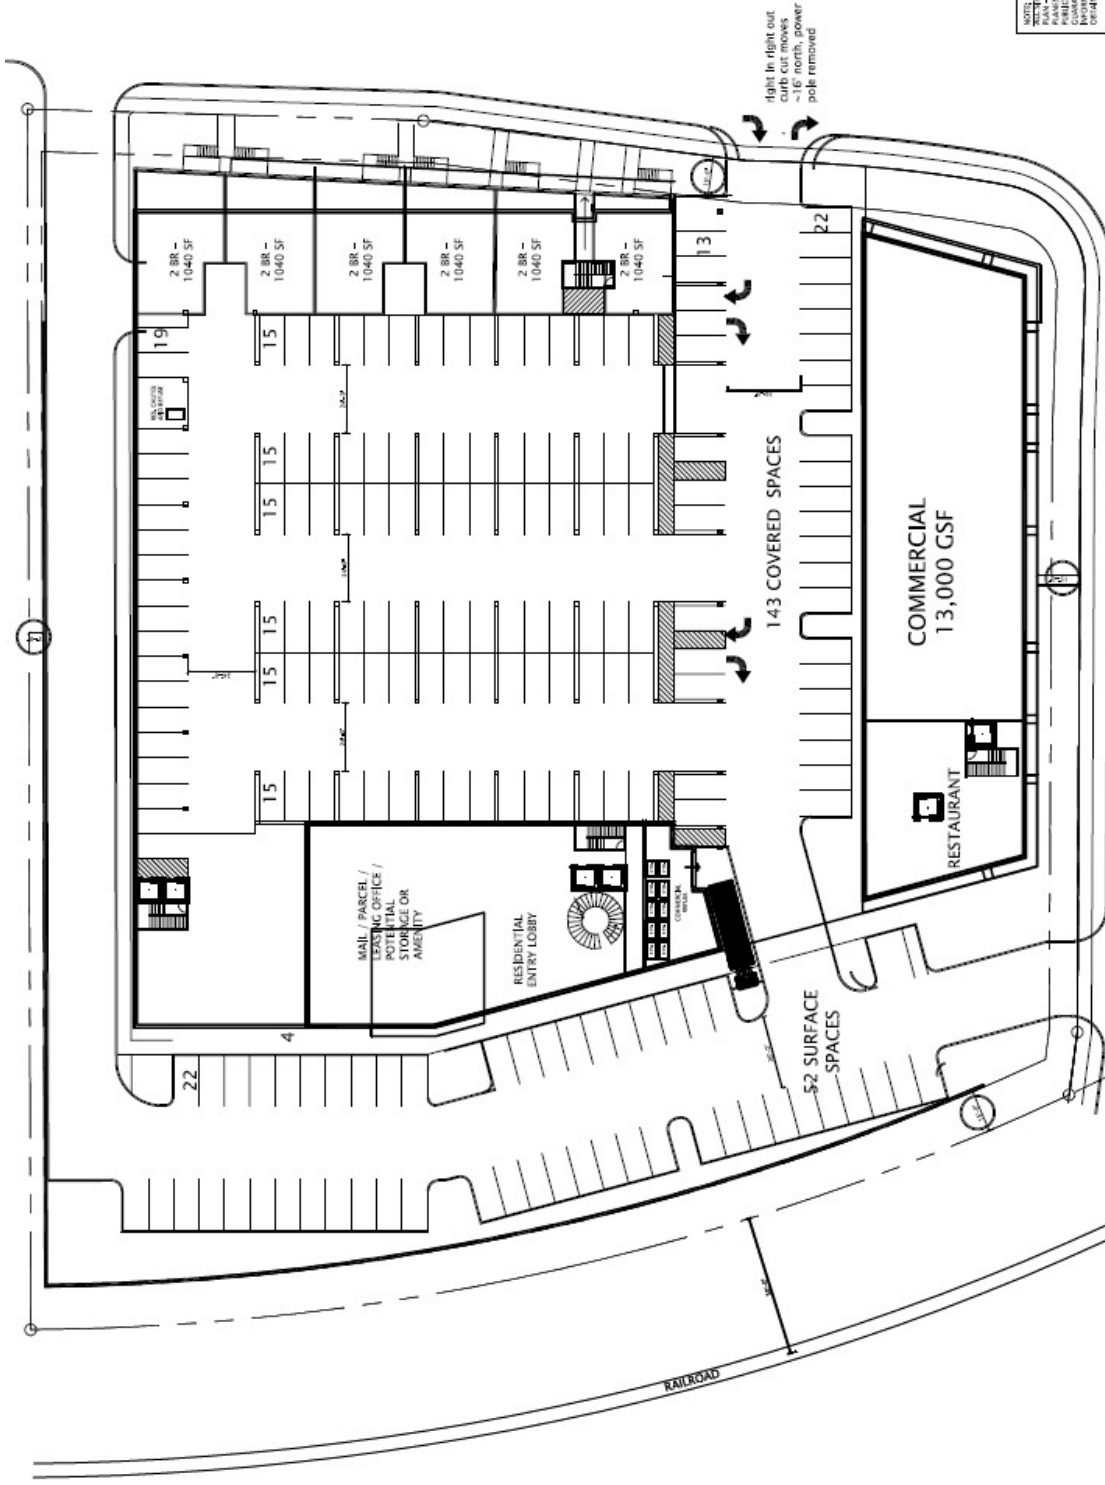 right in right out
curb cut moves
~16' north, power
pole removed
NOTE:
2 BR –
1040 SF
2 BR –
1040 SF
2 BR –
1040 SF
2 BR –
1040 SF
2 BR –
1040 SF
2 BR –
1040 SF
13
22
19
15
15
15
15
15
15
143 COVERED SPACES
COMMERCIAL
13,000 GSF
RESTAURANT
MAIL / PARCEL /
LEASING OFFICE /
POTENTIAL
STORAGE OR
AMENITY
RESIDENTIAL
ENTRY LOBBY
COMMERCIAL
4
22
52 SURFACE
SPACES
RAILROAD